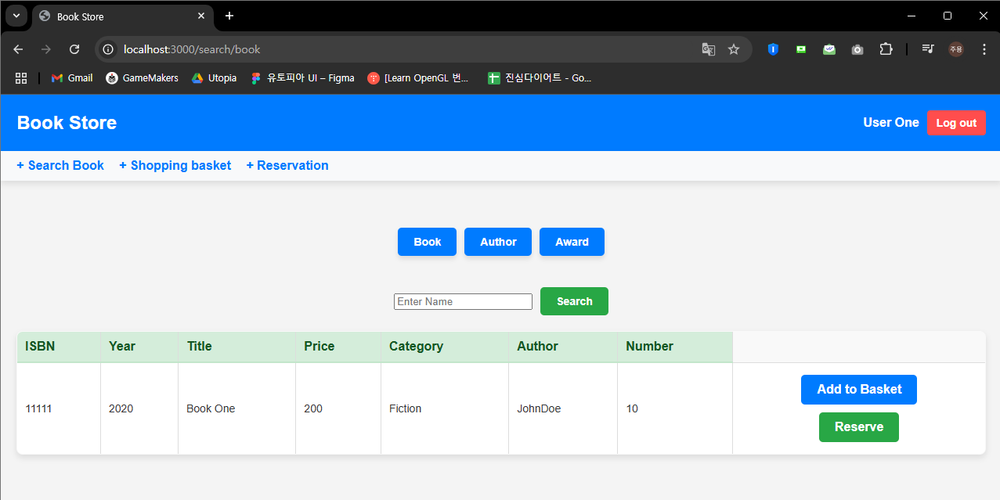 Book Store
localhost:3000/search/book
주용
Gmail GameMakers Utopia 유토피아 UI – Figma [Learn OpenGL 번... 진심다이어트 - Go...
Book Store User One Log out
+ Search Book + Shopping basket + Reservation
Book Author Award
Enter Name Search
ISBN Year Title Price Category Author Number
11111 2020 Book One 200 Fiction JohnDoe 10 Add to Basket
Reserve